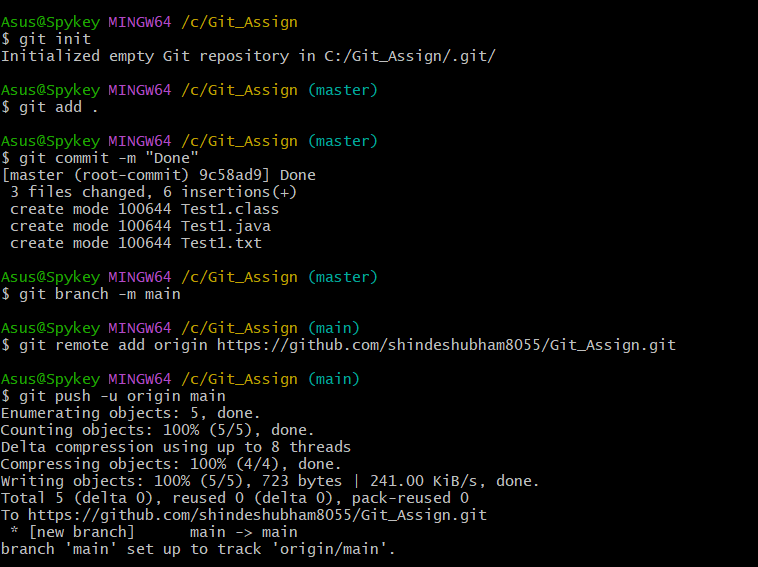 Asus@Spykey MINGW64 /c/Git_Assign
$ git init
Initialized empty Git repository in C:/Git_Assign/.git/
Asus@Spykey MINGW64 /c/Git_Assign (master)
$ git add .
Asus@Spykey MINGW64 /c/Git_Assign (master)
$ git commit -m "Done"
[master (root-commit) 9c58ad9] Done
 3 files changed, 6 insertions(+)
 create mode 100644 Test1.class
 create mode 100644 Test1.java
 create mode 100644 Test1.txt
Asus@Spykey MINGW64 /c/Git_Assign (master)
$ git branch -m main
Asus@Spykey MINGW64 /c/Git_Assign (main)
$ git remote add origin https://github.com/shindeshubham8055/Git_Assign.git
Asus@Spykey MINGW64 /c/Git_Assign (main)
$ git push -u origin main
Enumerating objects: 5, done.
Counting objects: 100% (5/5), done.
Delta compression using up to 8 threads
Compressing objects: 100% (4/4), done.
Writing objects: 100% (5/5), 723 bytes | 241.00 KiB/s, done.
Total 5 (delta 0), reused 0 (delta 0), pack-reused 0
To https://github.com/shindeshubham8055/Git_Assign.git
 * [new branch]      main -> main
branch 'main' set up to track 'origin/main'.